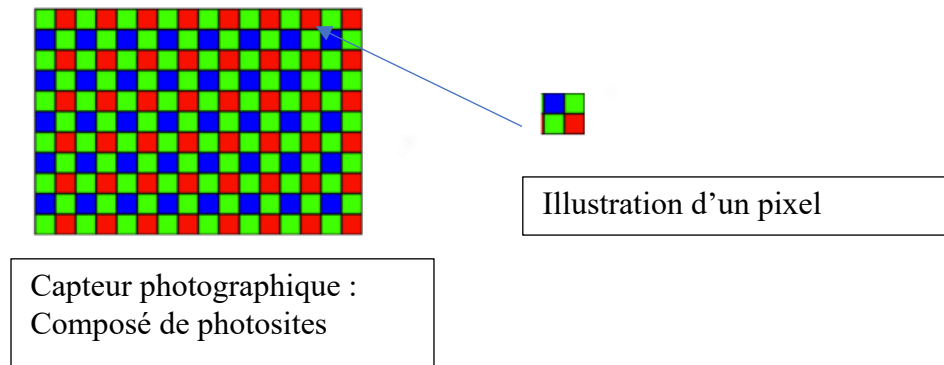 Illustration d’un pixel
Capteur photographique :
Composé de photosites